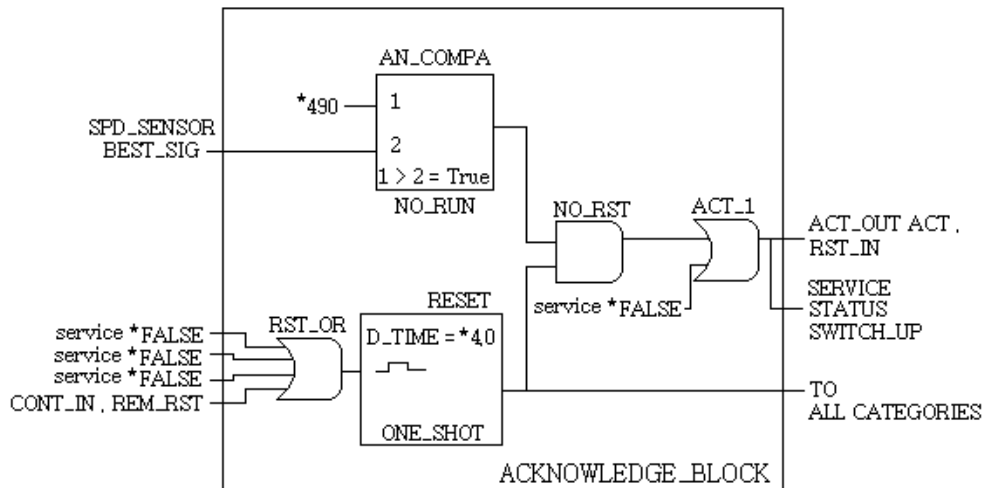 AN_COMPA
*490
1
SPD_SENSOR
BEST_SIG
2
1 > 2 = True
NO_RUN
NO_RST
ACT_1
ACT_OUT ACT ,
RST_IN
service *FALSE
SERVICE
STATUS
SWITCH_UP
RESET
RST_OR
D_TIME = *4,0
service *FALSE
service *FALSE
service *FALSE
CONT_IN , REM_RST
TO
ALL CATEGORIES
ONE_SHOT
ACKNOWLEDGE_BLOCK